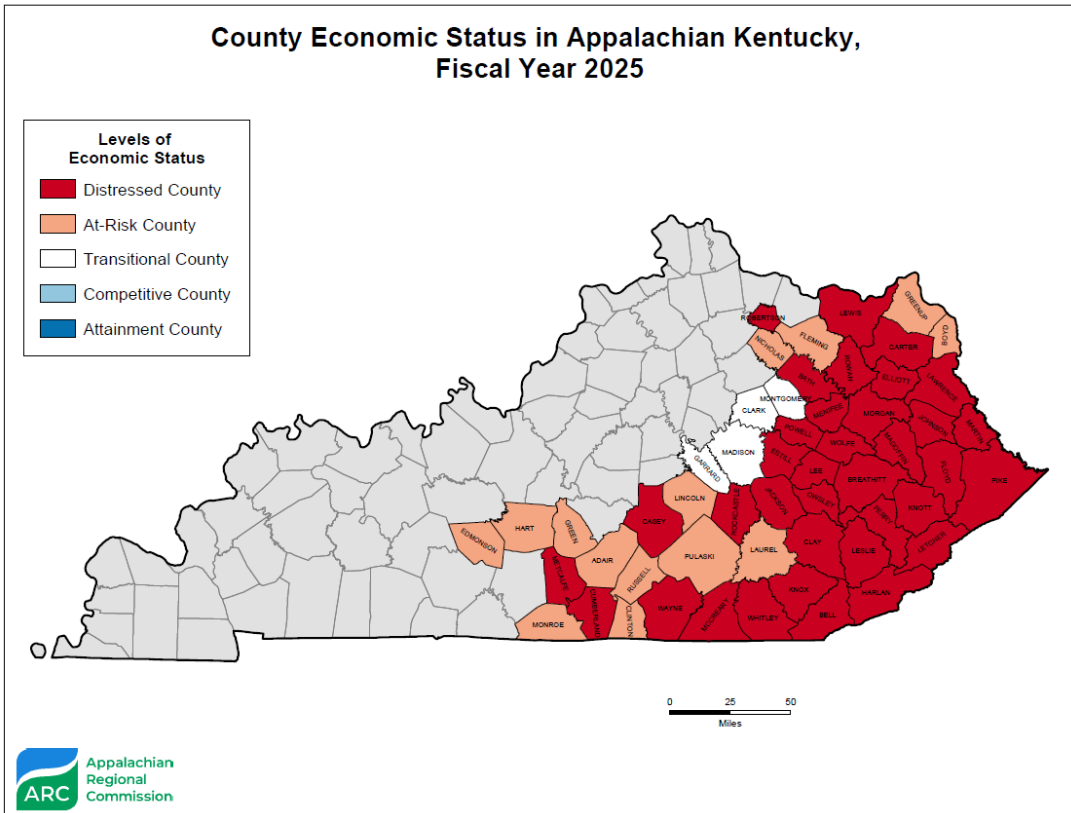 County Economic Status in Appalachian Kentucky,
Fiscal Year 2025
Levels of
Economic Status
Distressed County
At-Risk County
Transitional County
Competitive County
Attainment County
GREENUP
LEWIS
BOYD
ROBERTSON
FLEMING
NICHOLAS
CARTER
ROWAN
BATH
ELLIOTT
LAWRENCE
MONTGOMERY
CLARK
MENIFEE
MORGAN
JOHNSON
MARTIN
POWELL
WOLFE
MAGOFFIN
MADISON
GARRARD
ESTILL
LEE
FLOYD
PIKE
BREATHITT
LINCOLN
ROCKCASTLE
JACKSON
OWSLEY
PERRY
KNOTT
HART
GREEN
CASEY
EDMONSON
ADAIR
PULASKI
LAUREL
CLAY
LESLIE
LETCHER
METCALFE
RUSSELL
CUMBERLAND
WAYNE
KNOX
HARLAN
MONROE
CLINTON
MCCREARY
WHITLEY
BELL
0 25 50
Miles
ARC
Appalachian
Regional
Commission